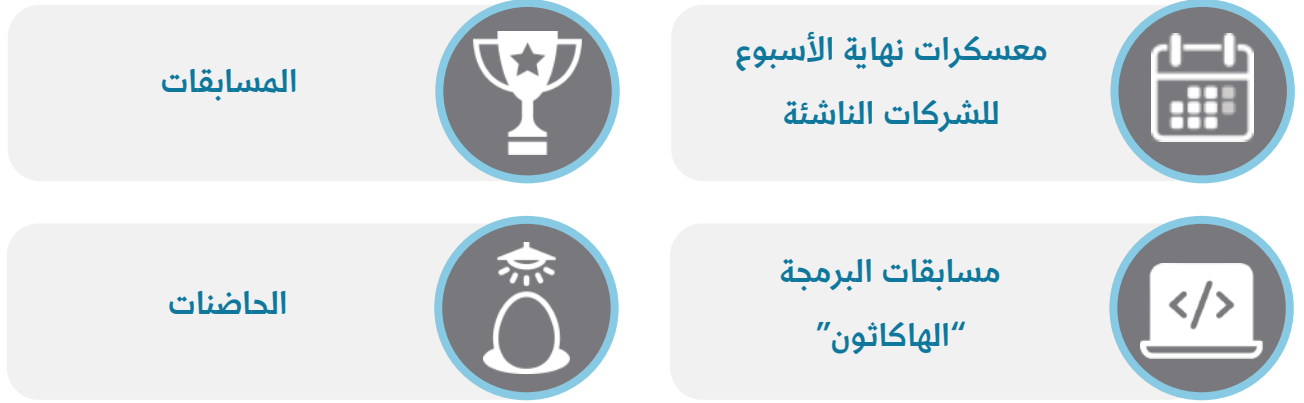 معسكرات نهاية الأسبوع
للشركات الناشئة
المسابقات
مسابقات البرمجة
“الهاكاثون”
الحاضنات